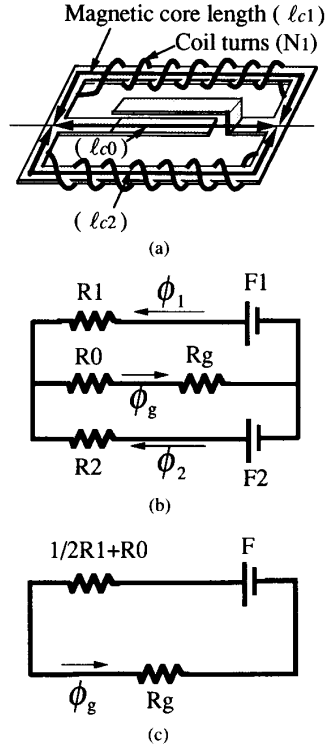 Magnetic core length ( ℓc1 )
Coil turns (N1)
( ℓc0 )
( ℓc2 )
(a)
R1 ϕ1 F1
R0 Rg
ϕg
R2 ϕ2 F2
(b)
1/2R1+R0 F
ϕg Rg
(c)